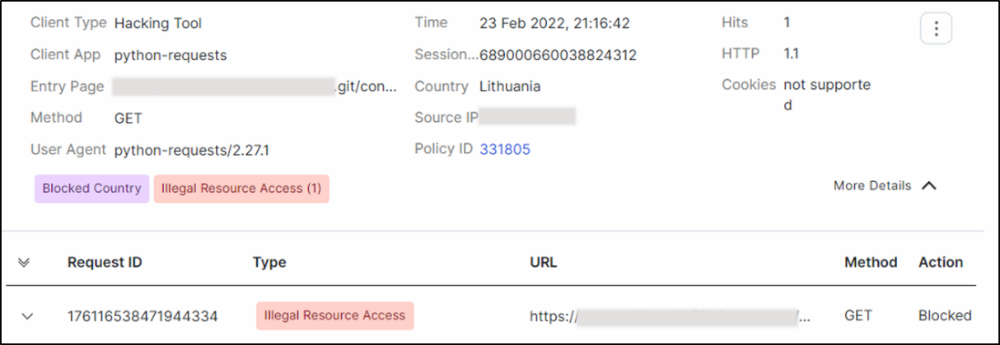 Client Type Hacking Tool Time 23 Feb 2022, 21:16:42 Hits 1
Client App python-requests Session... 689000660038824312 HTTP 1.1
Entry Page .git/con... Country Lithuania Cookies not supporte
d
Method GET Source IP
User Agent python-requests/2.27.1 Policy ID 331805
Blocked Country Illegal Resource Access (1) More Details
Request ID Type URL Method Action
176116538471944334 Illegal Resource Access https:// /... GET Blocked